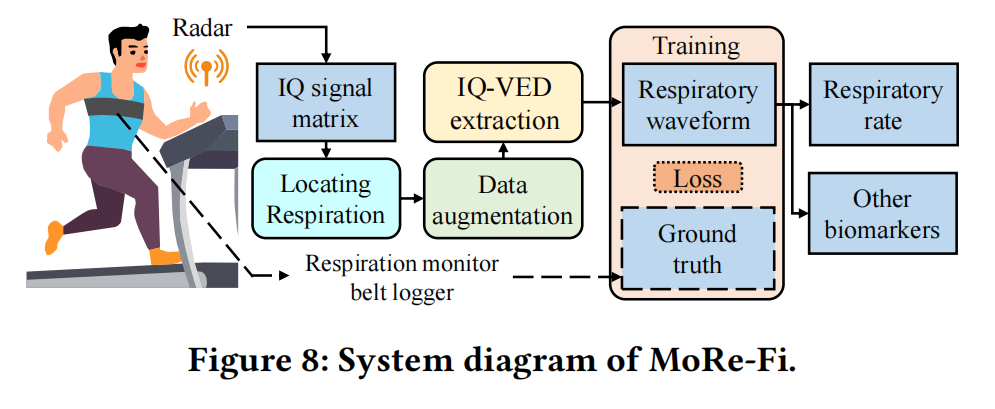 Radar
IQ signal
matrix
Locating
Respiration
IQ-VED
extraction
Data
augmentation
Training
Respiratory
waveform
Loss
Ground
truth
Respiratory
rate
Other
biomarkers
Respiration monitor
belt logger
Figure 8: System diagram of MoRe-Fi.